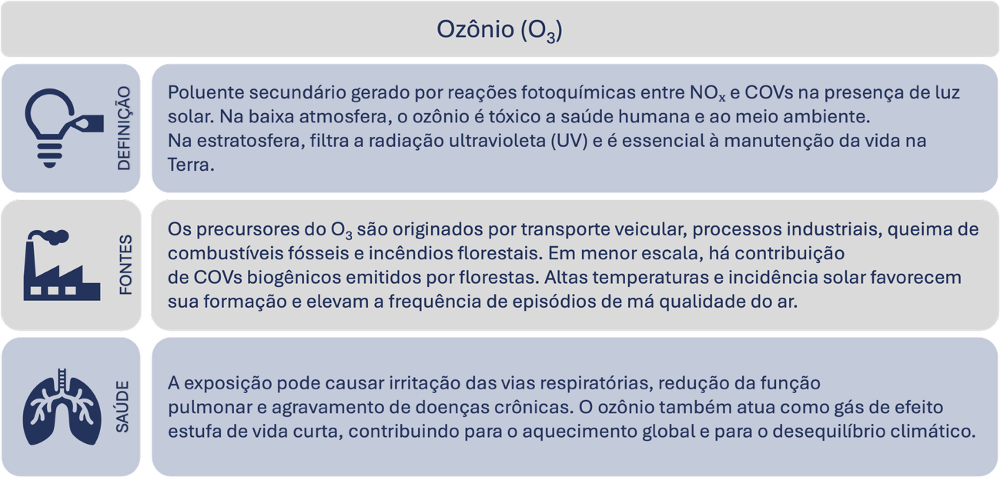 Ozônio (O₃)
DEFINIÇÃO
Poluente secundário gerado por reações fotoquímicas entre NOₓ e COVs na presença de luz
solar. Na baixa atmosfera, o ozônio é tóxico a saúde humana e ao meio ambiente.
Na estratosfera, filtra a radiação ultravioleta (UV) e é essencial à manutenção da vida na
Terra.
FONTES
Os precursores do O₃ são originados por transporte veicular, processos industriais, queima de
combustíveis fósseis e incêndios florestais. Em menor escala, há contribuição
de COVs biogênicos emitidos por florestas. Altas temperaturas e incidência solar favorecem
sua formação e elevam a frequência de episódios de má qualidade do ar.
SAÚDE
A exposição pode causar irritação das vias respiratórias, redução da função
pulmonar e agravamento de doenças crônicas. O ozônio também atua como gás de efeito
estufa de vida curta, contribuindo para o aquecimento global e para o desequilíbrio climático.